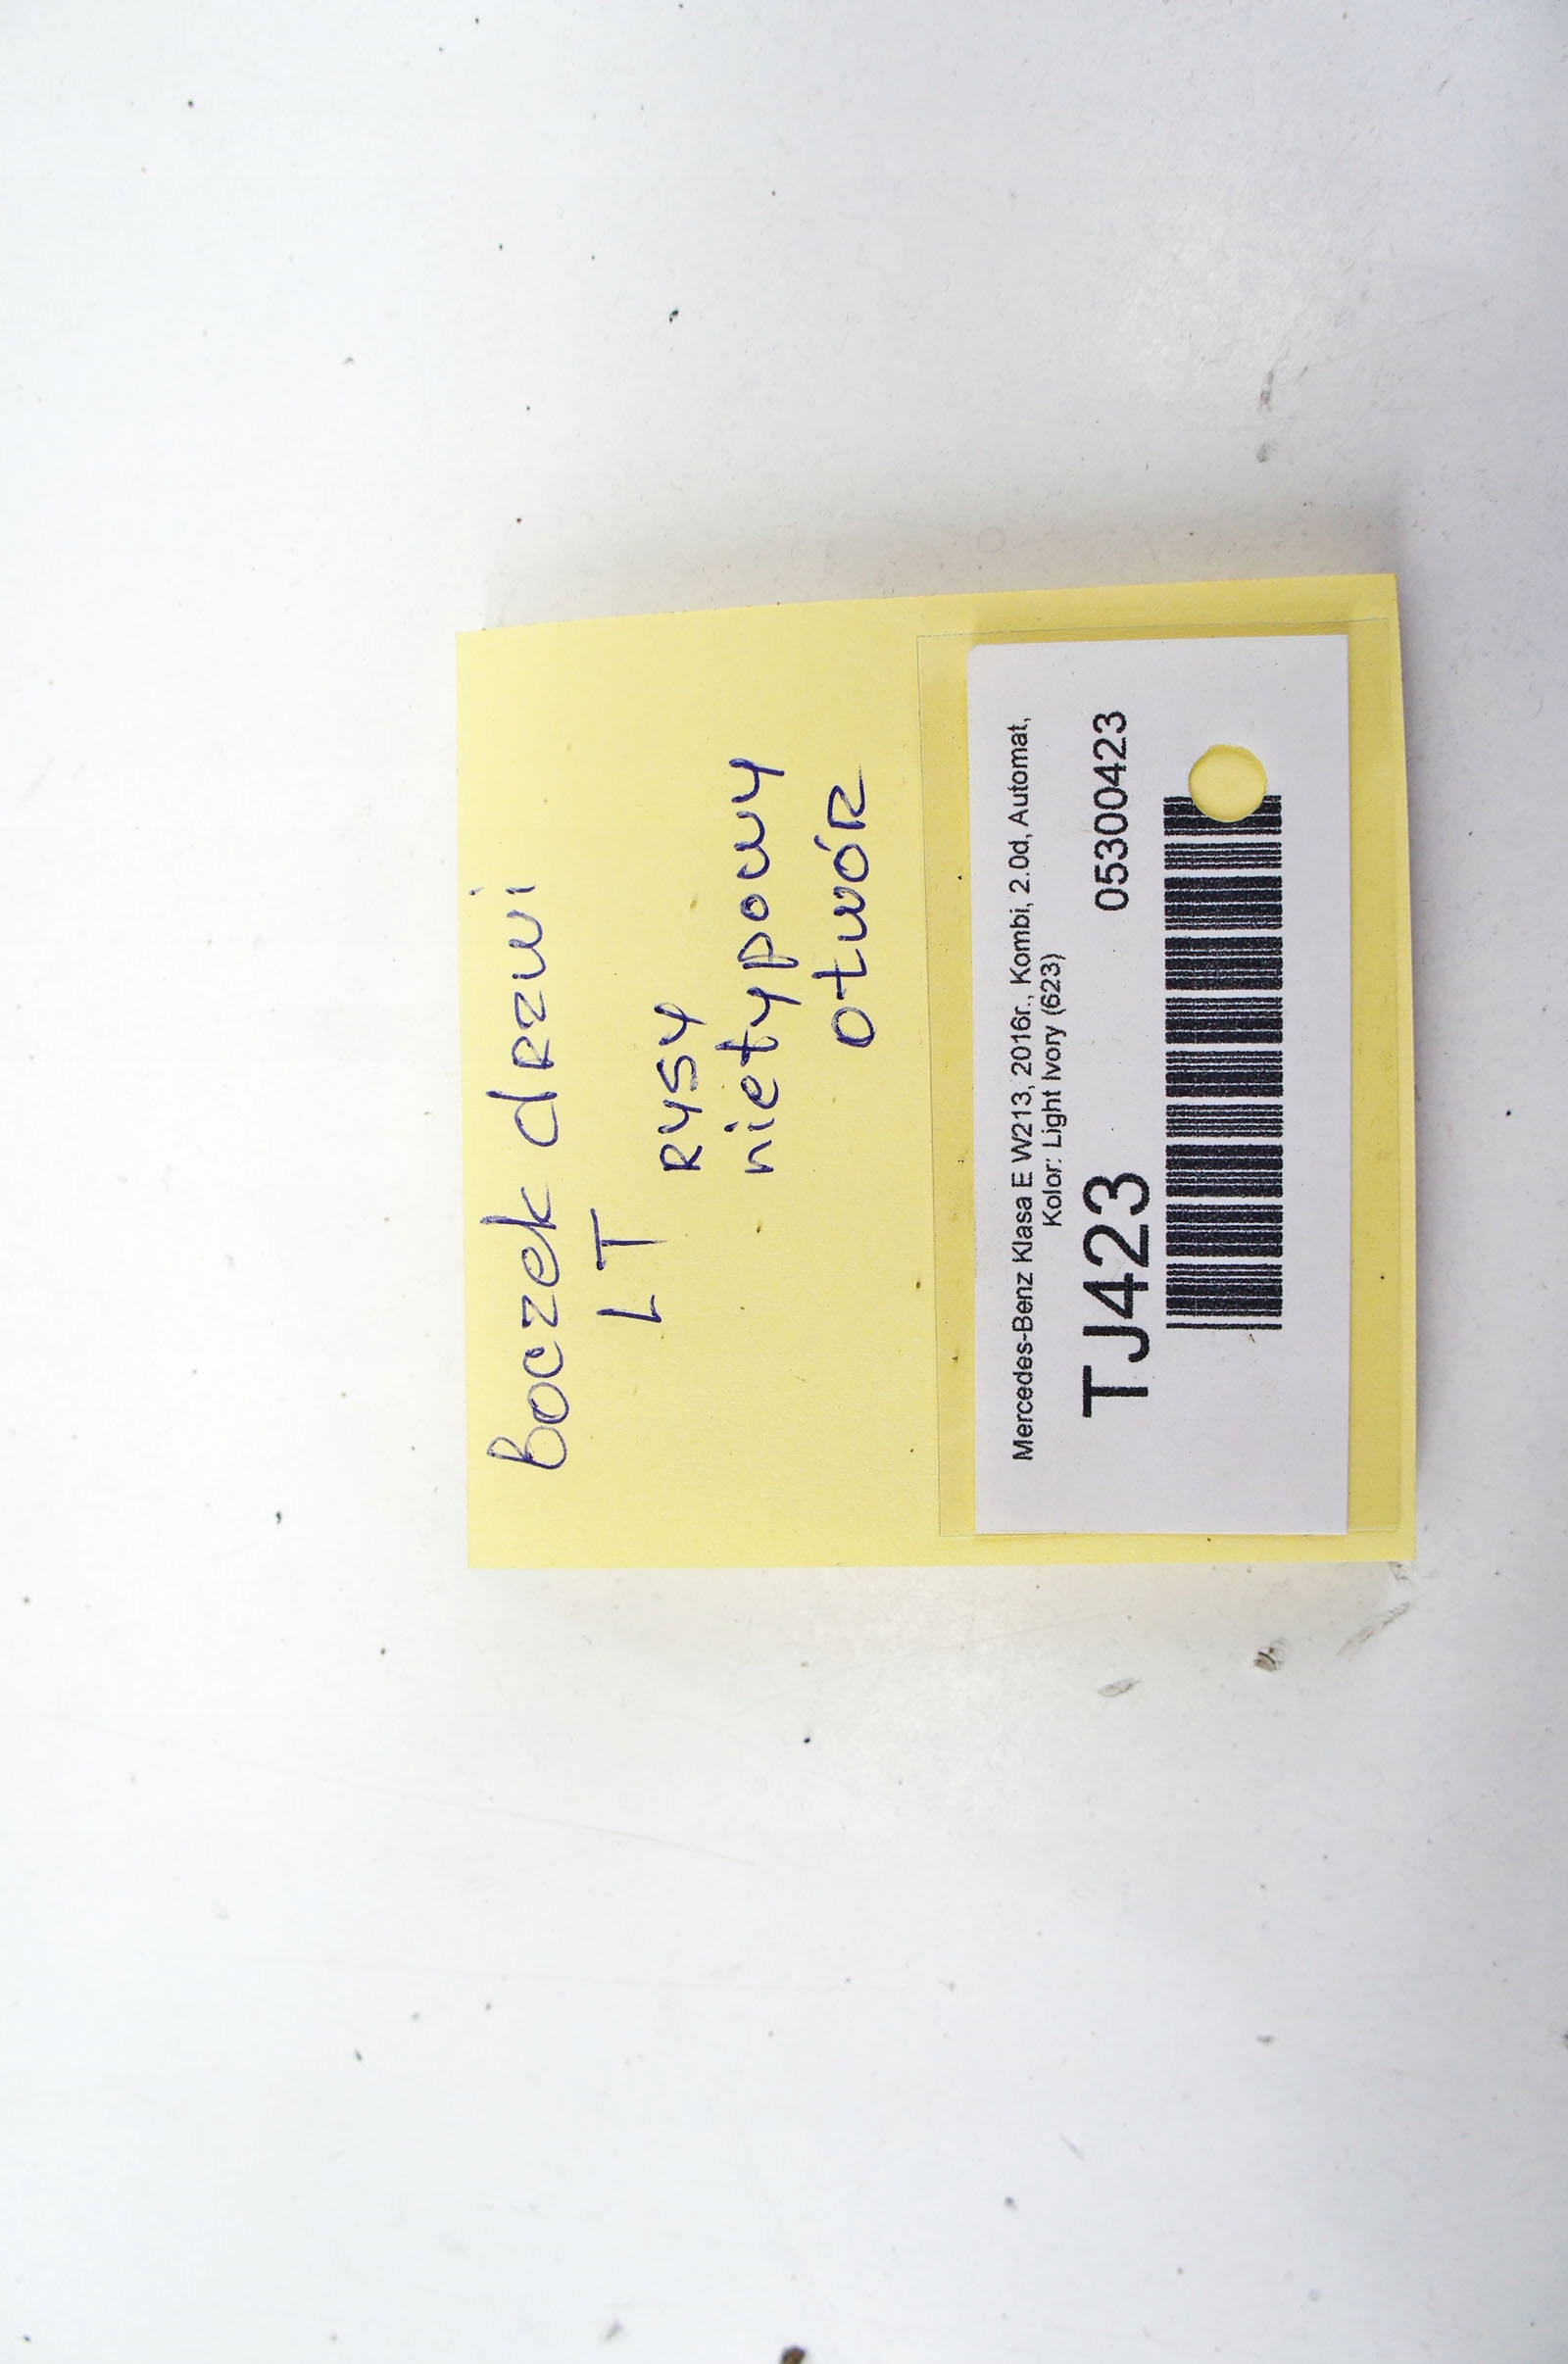 Boczek drzwi
LT
RYSY
nietypowy
otwór
Mercedes-Benz Klasa E W213, 2016r., Kombi, 2.0d, Automat,
Kolor: Light Ivory (623)
TJ423 05300423